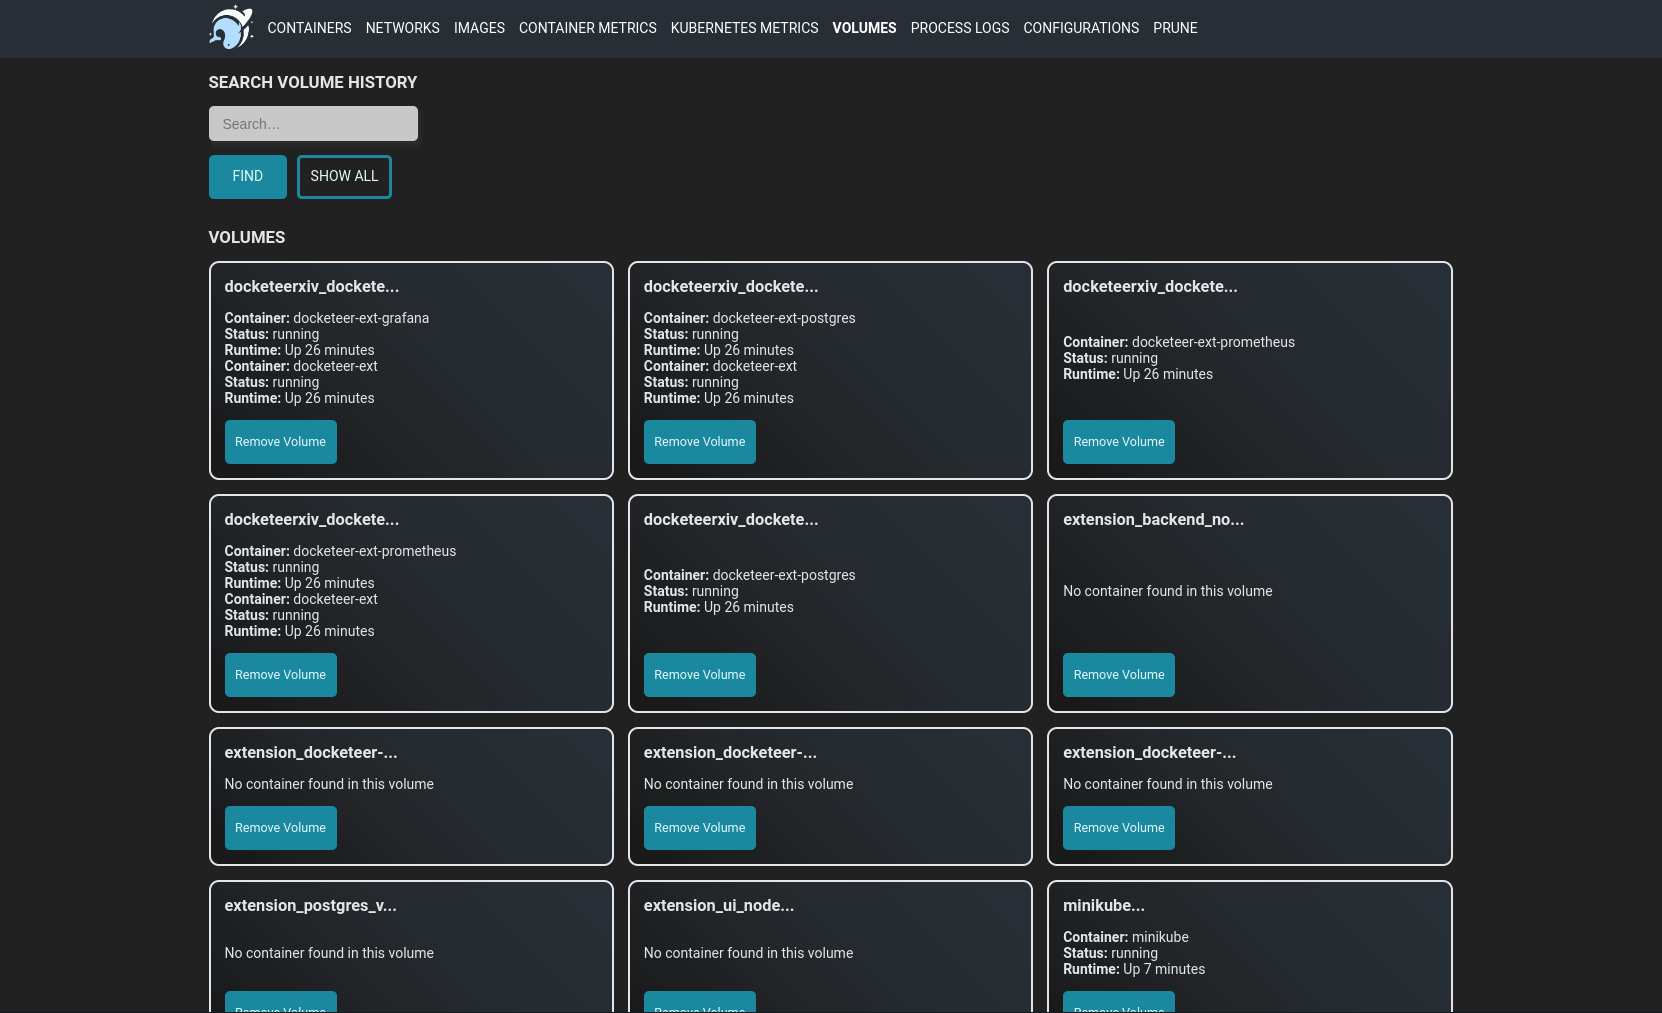 CONTAINERS NETWORKS IMAGES CONTAINER METRICS KUBERNETES METRICS VOLUMES PROCESS LOGS CONFIGURATIONS PRUNE
SEARCH VOLUME HISTORY
Search…
FIND SHOW ALL
VOLUMES
docketeerxiv_dockete...
Container: docketeer-ext-grafana
Status: running
Runtime: Up 26 minutes
Container: docketeer-ext
Status: running
Runtime: Up 26 minutes
Remove Volume
docketeerxiv_dockete...
Container: docketeer-ext-postgres
Status: running
Runtime: Up 26 minutes
Container: docketeer-ext
Status: running
Runtime: Up 26 minutes
Remove Volume
docketeerxiv_dockete...
Container: docketeer-ext-prometheus
Status: running
Runtime: Up 26 minutes
Remove Volume
docketeerxiv_dockete...
Container: docketeer-ext-prometheus
Status: running
Runtime: Up 26 minutes
Container: docketeer-ext
Status: running
Runtime: Up 26 minutes
Remove Volume
docketeerxiv_dockete...
Container: docketeer-ext-postgres
Status: running
Runtime: Up 26 minutes
Remove Volume
extension_backend_no...
No container found in this volume
Remove Volume
extension_docketeer-...
No container found in this volume
Remove Volume
extension_docketeer-...
No container found in this volume
Remove Volume
extension_docketeer-...
No container found in this volume
Remove Volume
extension_postgres_v...
No container found in this volume
Remove Volume
extension_ui_node...
No container found in this volume
Remove Volume
minikube...
Container: minikube
Status: running
Runtime: Up 7 minutes
Remove Volume